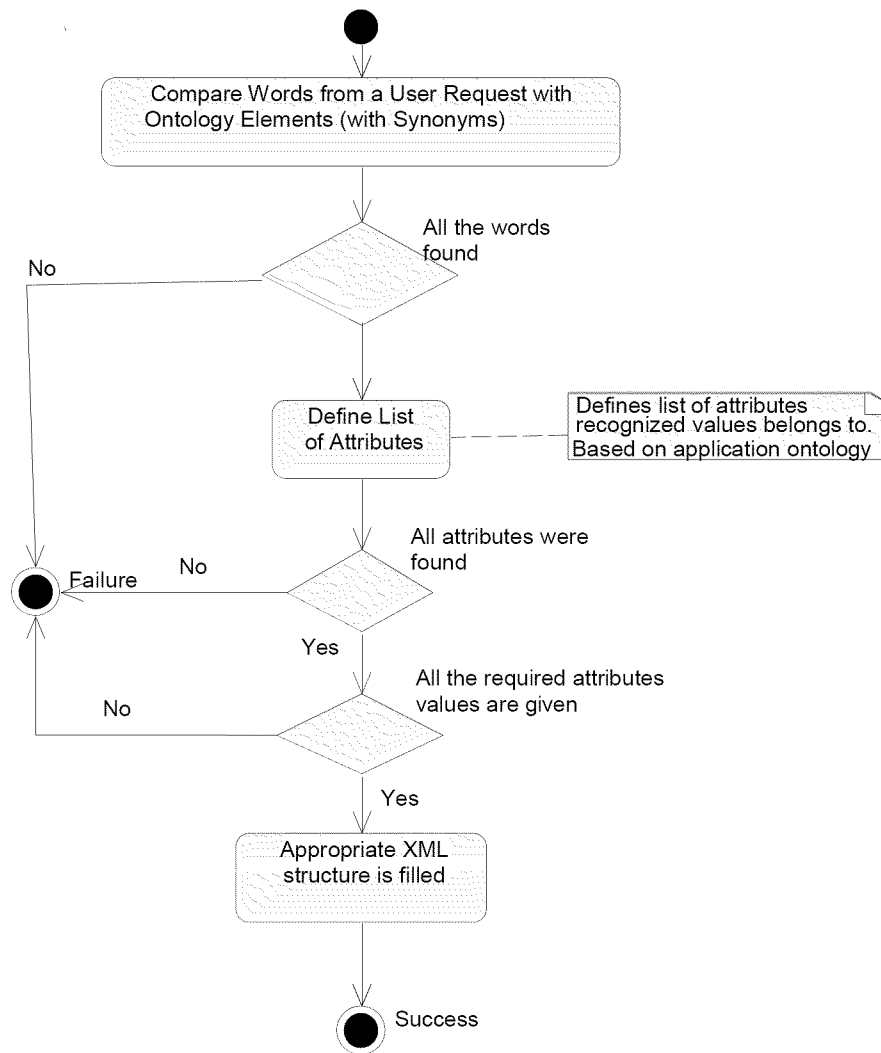 Compare Words from a User Request with
Ontology Elements (with Synonyms)
All the words
found
No
Define List
of Attributes
Defines list of attributes
recognized values belongs to.
Based on application ontology
All attributes were
found
No
Failure
Yes
All the required attributes
values are given
No
Yes
Appropriate XML
structure is filled
Success